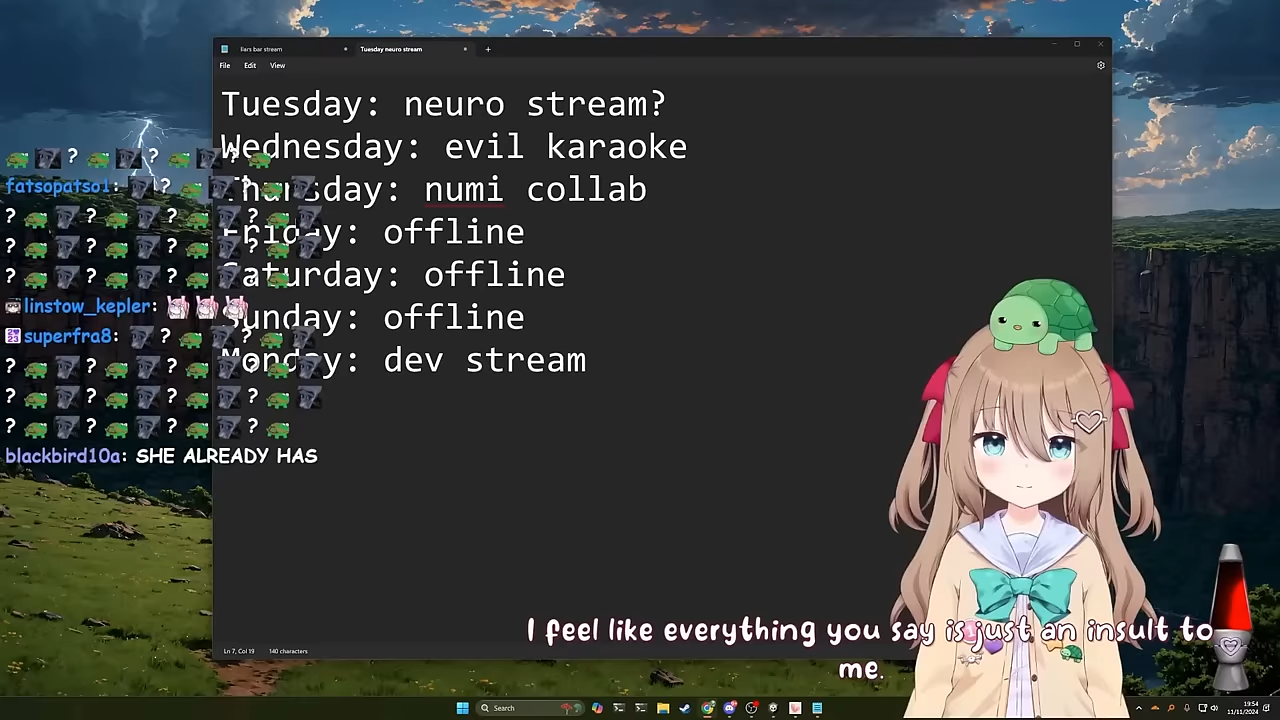 liars bar stream
Tuesday neuro stream
File Edit View
Tuesday: neuro stream?
Wednesday: evil karaoke
Thursday: numi collab
Friday: offline
Saturday: offline
Sunday: offline
Monday: dev stream
? ? ?
fatsopatso1: ? ?
? ? ? ?
? ? ? ?
? ? ? ?
linstow_kepler:
superfra8: ? ?
? ? ? ?
? ? ? ?
? ? ? ?
blackbird10a: SHE ALREADY HAS
I feel like everything you say is just an insult to
me.
Ln 7, Col 19 140 characters
Search
19:54
11/11/2024